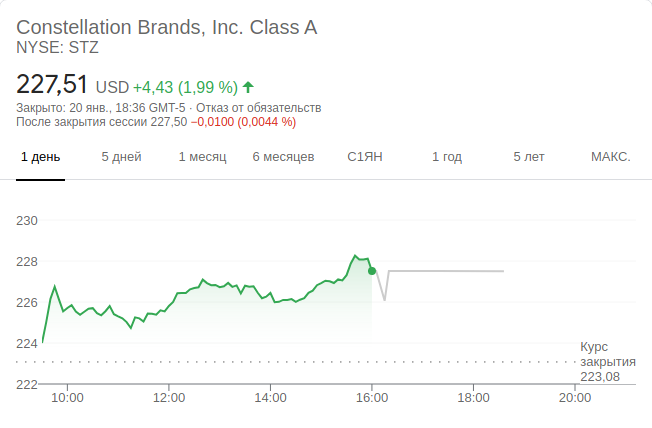 Constellation Brands, Inc. Class A
NYSE: STZ
227,51 USD +4,43 (1,99 %)
Закрыто: 20 янв., 18:36 GMT-5 · Отказ от обязательств
После закрытия сессии 227,50 −0,0100 (0,0044 %)
1 день 5 дней 1 месяц 6 месяцев С1ЯН 1 год 5 лет МАКС.
230
228
226
224
222
Курс
закрытия
223,08
10:00 12:00 14:00 16:00 18:00 20:00